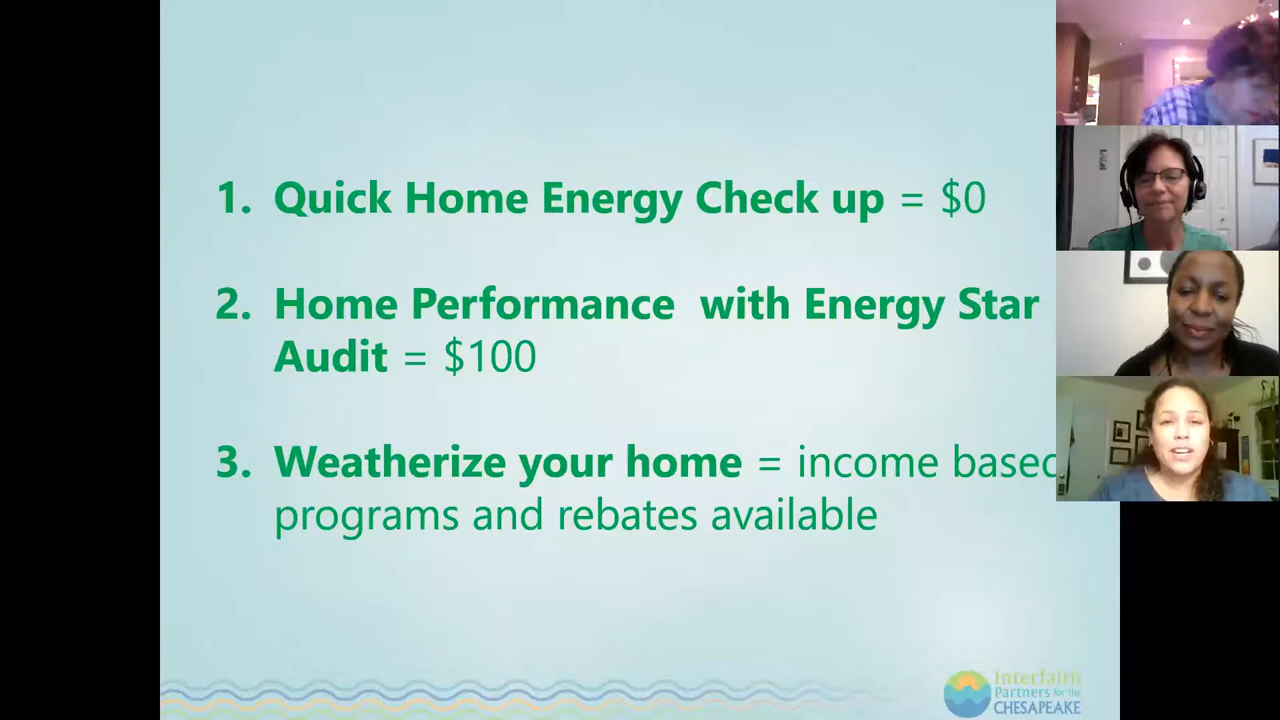 1. Quick Home Energy Check up = $0
2. Home Performance with Energy Star
Audit = $100
3. Weatherize your home = income based
programs and rebates available
Interfaith
Partners for the
CHESAPEAKE